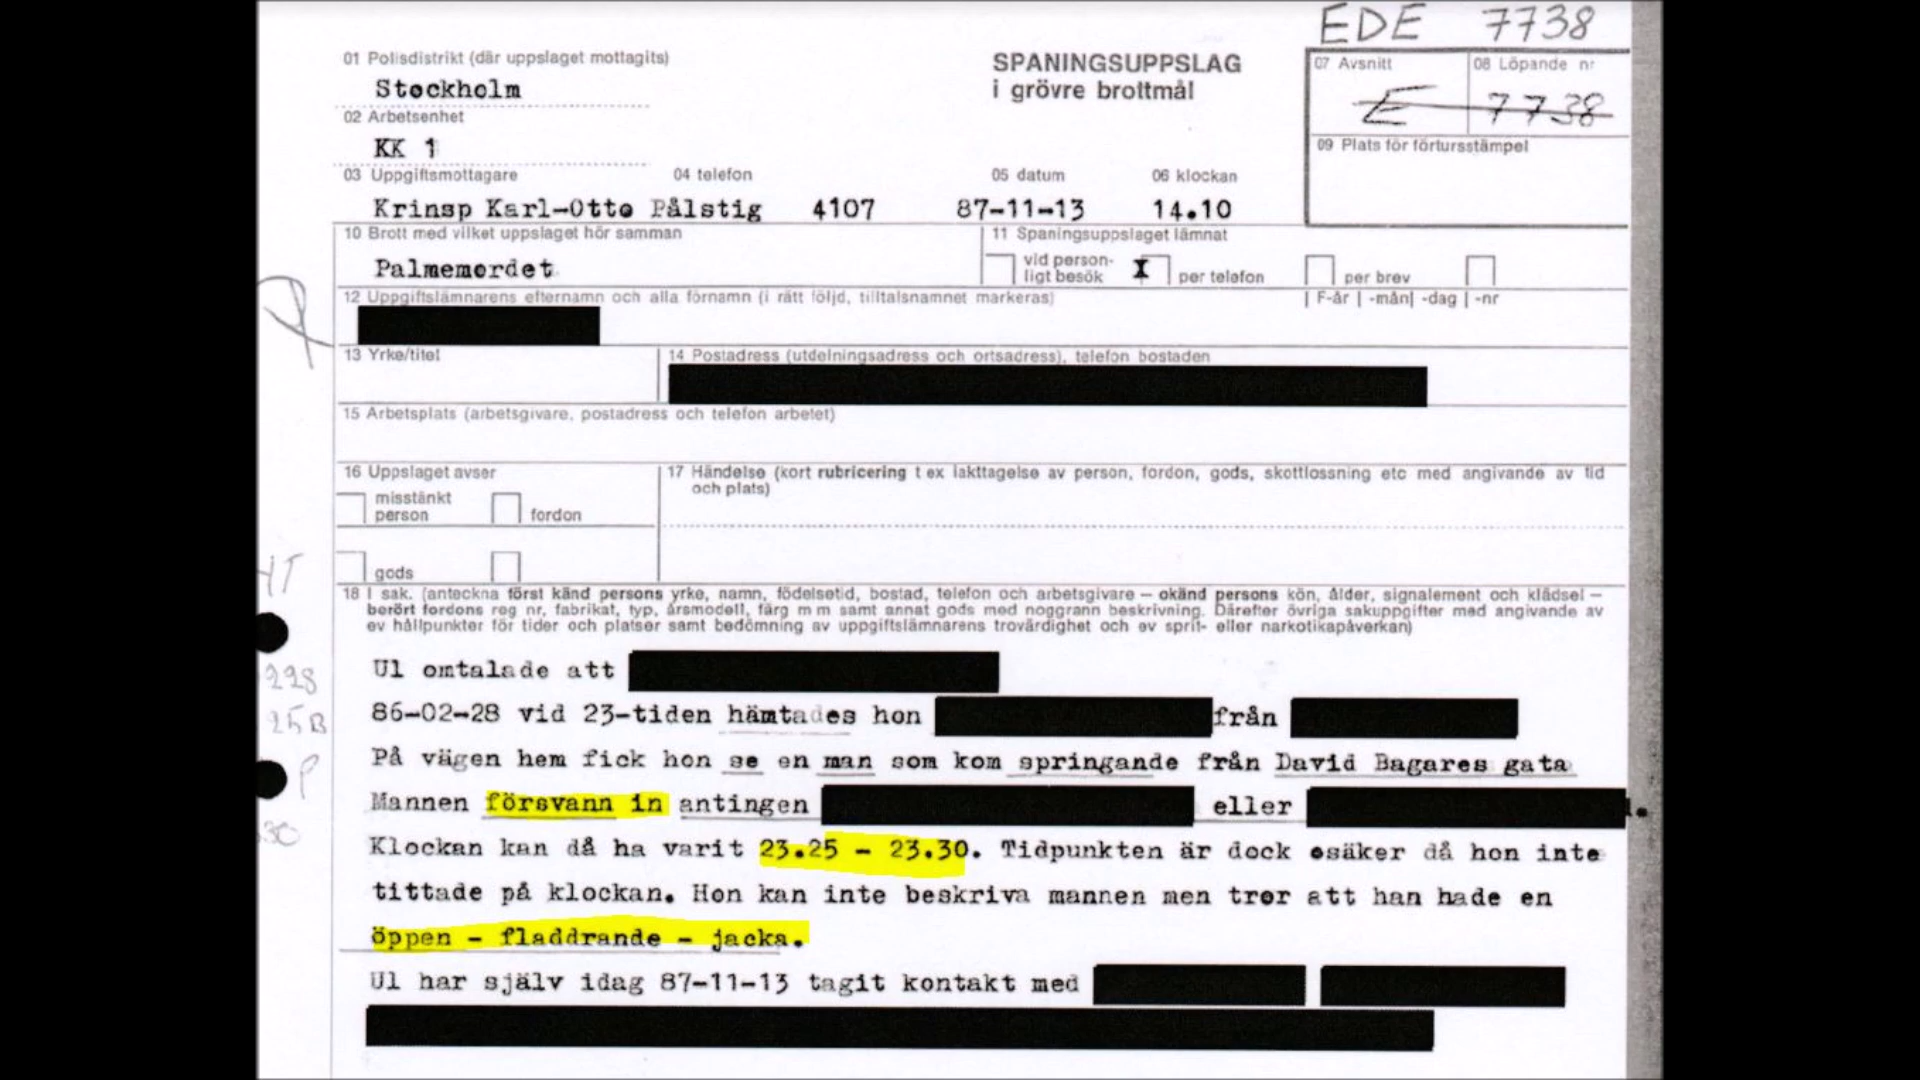 EDE 7738
01 Polisdistrikt (där uppslaget mottagits)
Stockholm
SPANINGSUPPSLAG
i grövre brottmål
07 Avsnitt
08 Löpande nr
E 7738
02 Arbetsenhet
KK 1
09 Plats för förtursstämpel
03 Uppgiftsmottagare
04 telefon
05 datum
06 klockan
Krinsp Karl-Otto Pålstig 4107 87-11-13 14.10
10 Brott med vilket uppslaget hör samman
11 Spaningsuppslaget lämnat
Palmemordet
vid person-
ligt besök
X per telefon
per brev
12 Uppgiftslämnarens efternamn och alla förnamn (i rätt följd, tilltalsnamnet markeras)
F-år -mån -dag -nr
13 Yrke/titel
14 Postadress (utdelningsadress och ortsadress), telefon bostaden
15 Arbetsplats (arbetsgivare, postadress och telefon arbetet)
16 Uppslaget avser
17 Händelse (kort rubricering t ex iakttagelse av person, fordon, gods, skottlossning etc med angivande av tid
och plats)
misstänkt
person
fordon
gods
18 I sak. (anteckna först känd persons yrke, namn, födelsetid, bostad, telefon och arbetsgivare – okänd persons kön, ålder, signalement och klädsel –
berört fordons reg nr, fabrikat, typ, årsmodell, färg m m samt annat gods med noggrann beskrivning. Därefter övriga sakuppgifter med angivande av
ev hållpunkter för tider och platser samt bedömning av uppgiftslämnarens trovärdighet och ev sprit- eller narkotikapåverkan)
Ul omtalade att
228
86-02-28 vid 23-tiden hämtades hon från
25B
På vägen hem fick hon se en man som kom springande från David Bagares gata
P
Mannen försvann in antingen eller .
30
Klockan kan då ha varit 23.25 - 23.30. Tidpunkten är dock osäker då hon inte
tittade på klockan. Hon kan inte beskriva mannen men tror att han hade en
öppen - fladdrande - jacka.
Ul har själv idag 87-11-13 tagit kontakt med